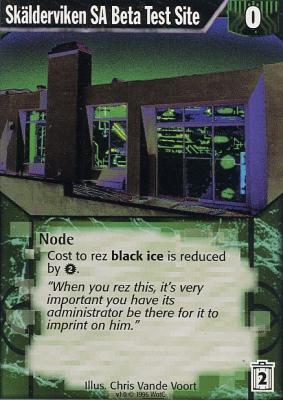 Skälderviken SA Beta Test Site
0
Node
Cost to rez black ice is reduced
by 2.
"When you rez this, it's very
important you have its
administrator be there for it to
imprint on him."
2
Illus. Chris Vande Voort
v1.0 © 1996 WotC